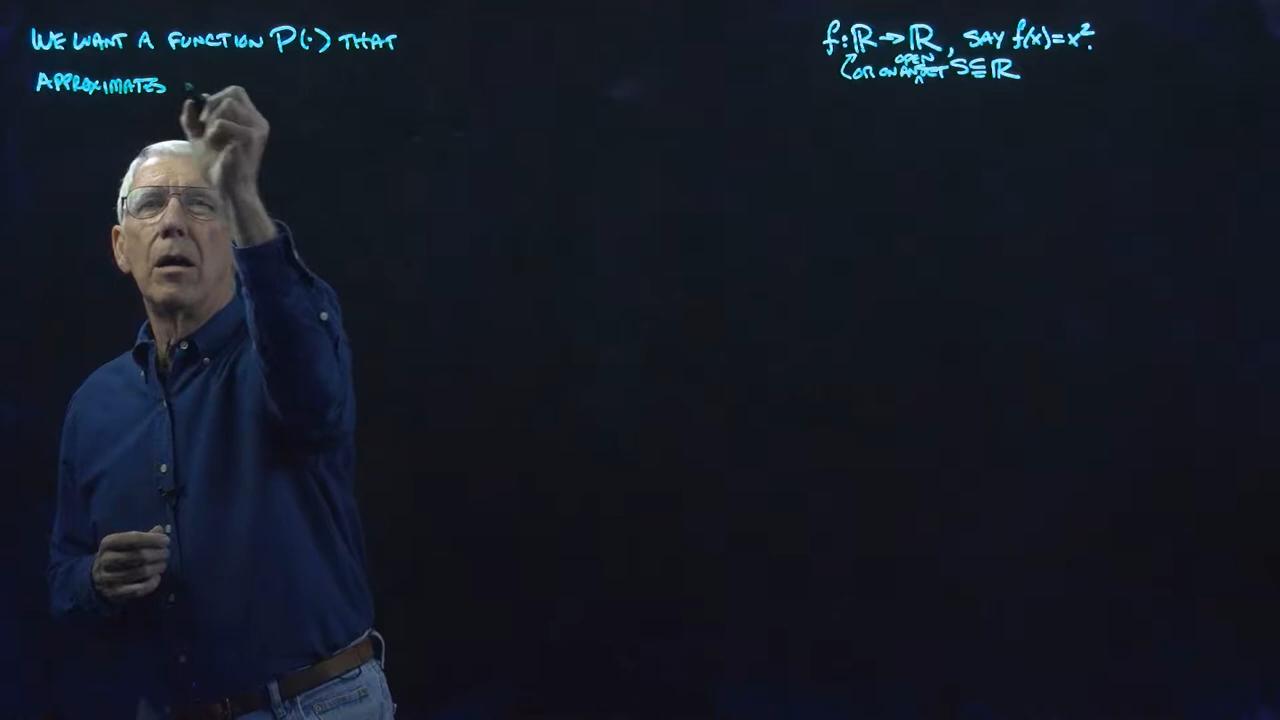 WE WANT A FUNCTION P(·) THAT
APPROXIMATES
f:ℝ→ℝ, SAY f(x)=x².
OR ON AN OPEN SET S⊆ℝ